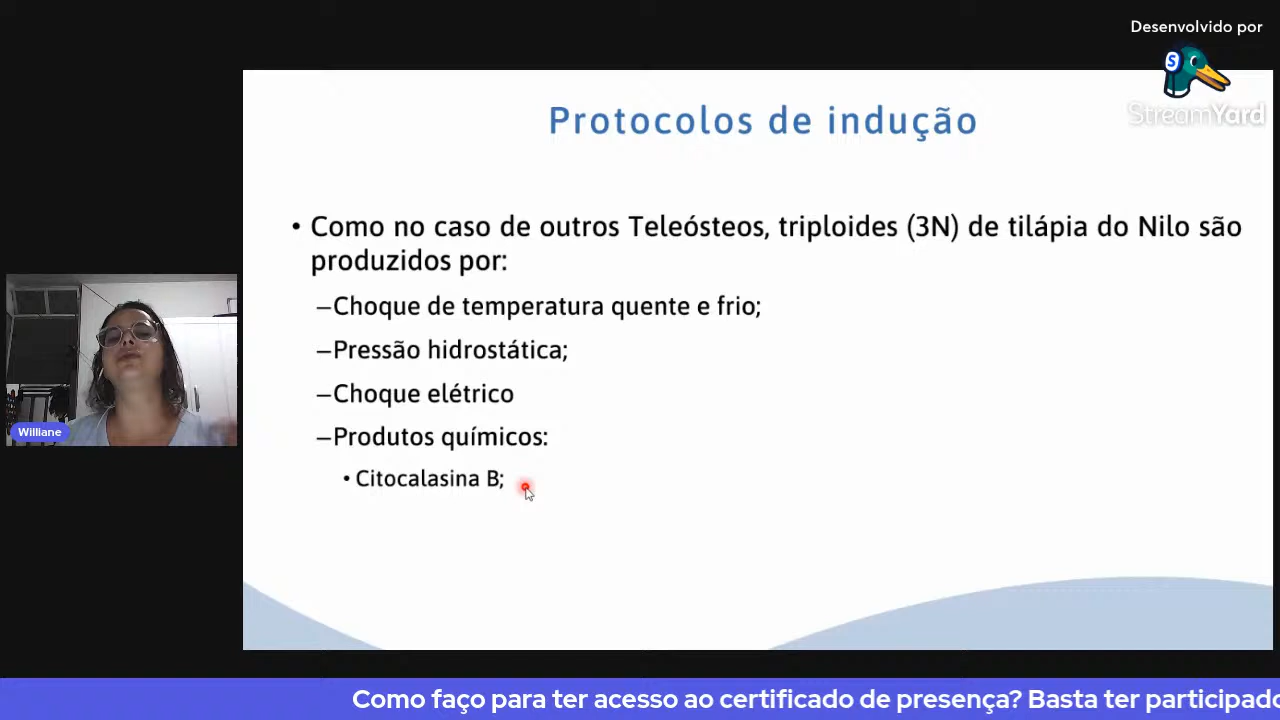 Desenvolvido por
StreamYard
Protocolos de indução
• Como no caso de outros Teleósteos, triploides (3N) de tilápia do Nilo são
produzidos por:
–Choque de temperatura quente e frio;
–Pressão hidrostática;
–Choque elétrico
–Produtos químicos:
• Citocalasina B;
Williane
Como faço para ter acesso ao certificado de presença? Basta ter participado